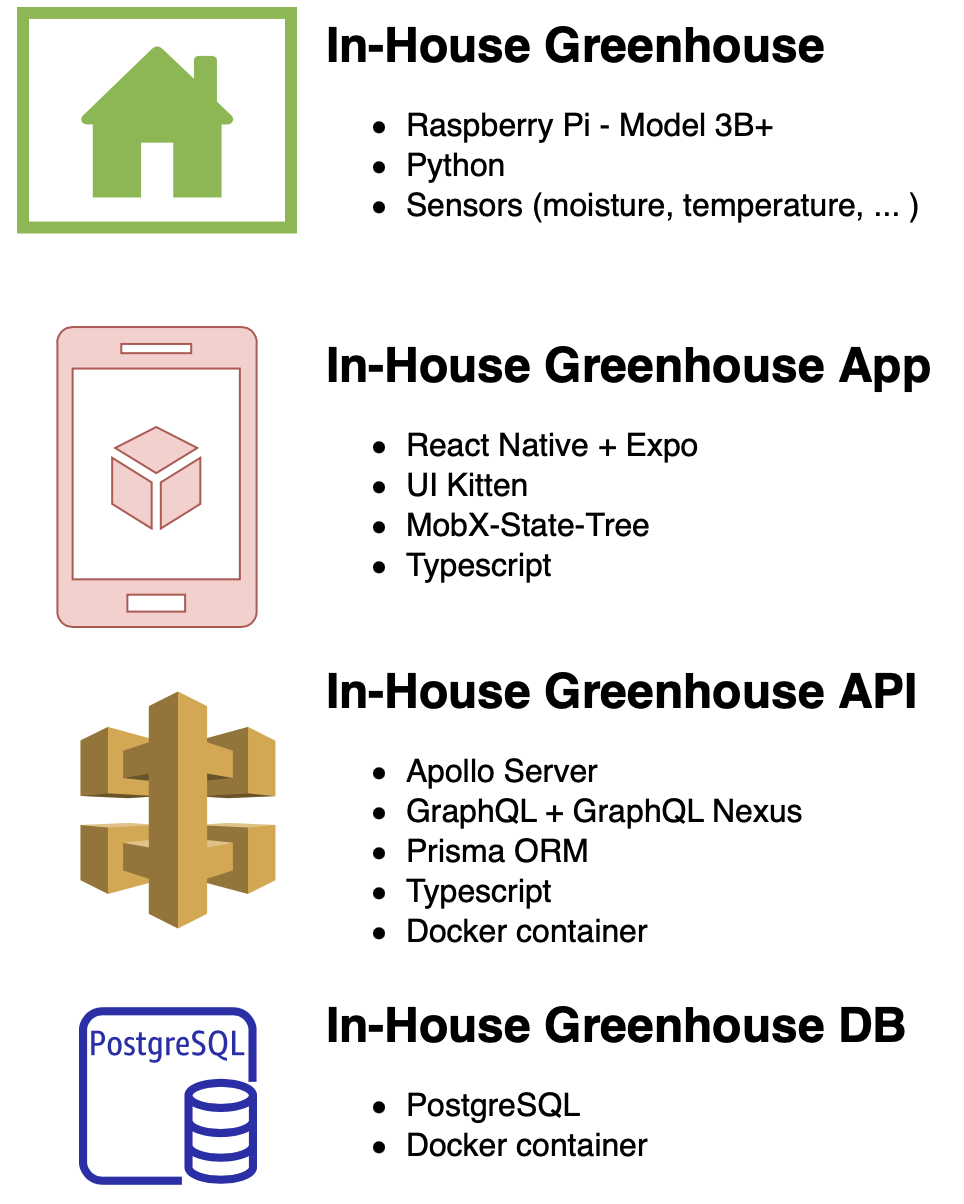 In-House Greenhouse
• Raspberry Pi - Model 3B+
• Python
• Sensors (moisture, temperature, ... )
In-House Greenhouse App
• React Native + Expo
• UI Kitten
• MobX-State-Tree
• Typescript
In-House Greenhouse API
• Apollo Server
• GraphQL + GraphQL Nexus
• Prisma ORM
• Typescript
• Docker container
PostgreSQL
In-House Greenhouse DB
• PostgreSQL
• Docker container